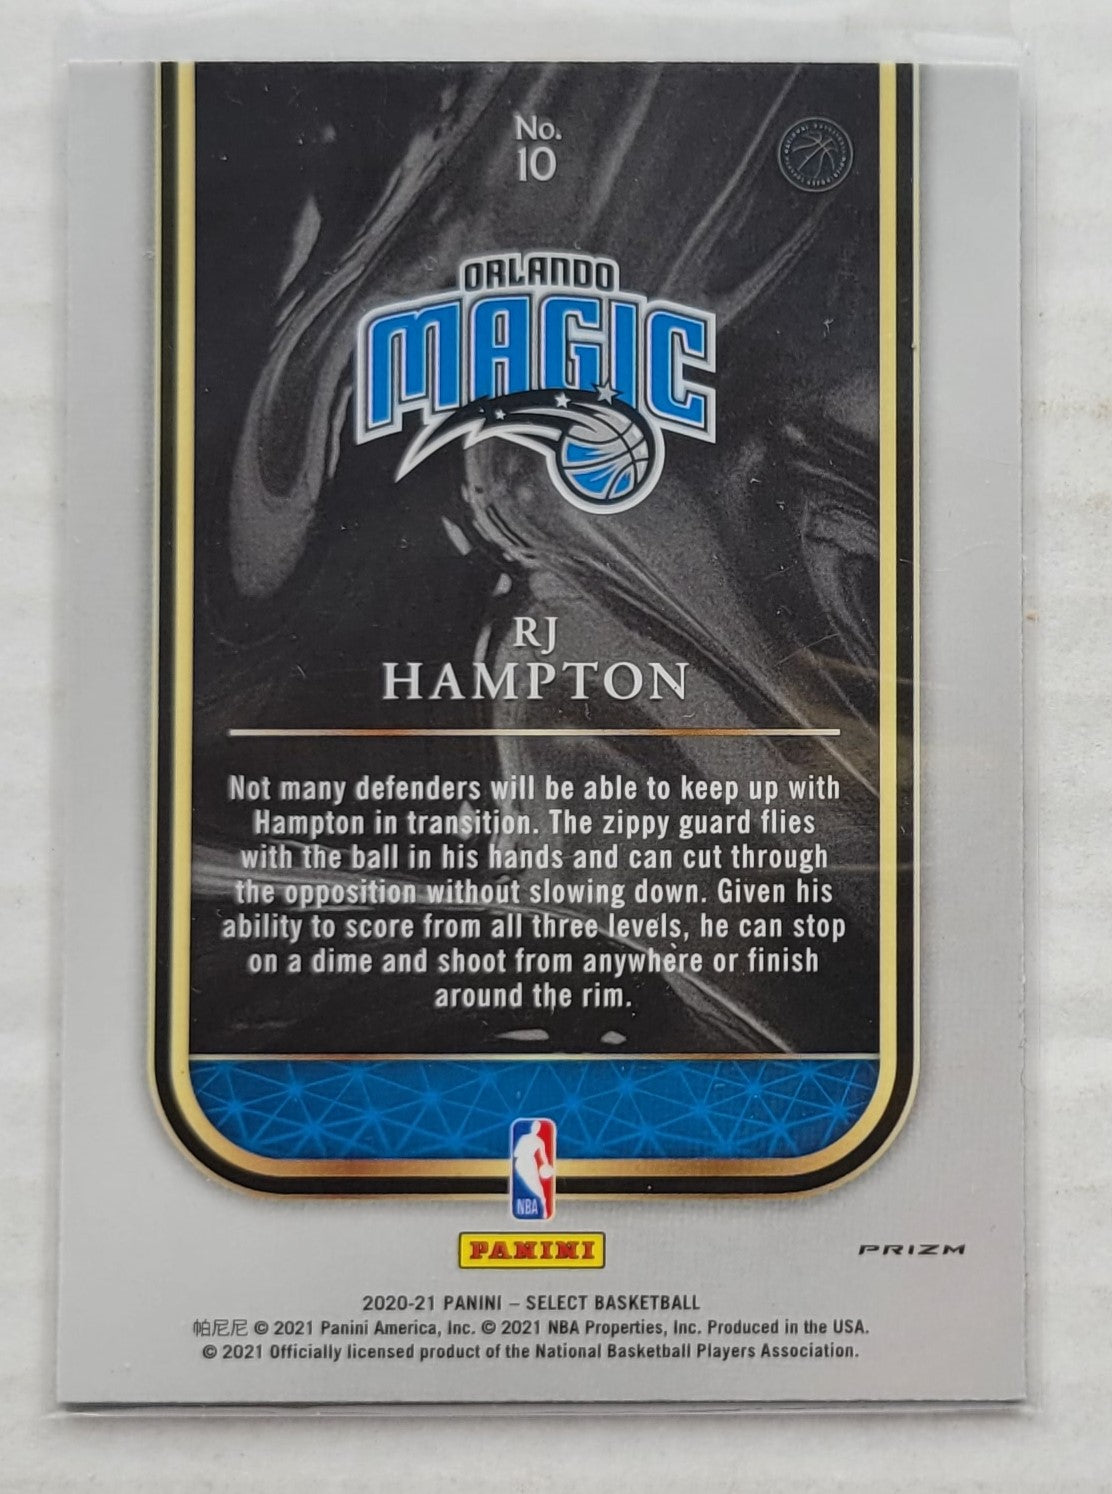 No.
10
ORLANDO
MAGIC
RJ
HAMPTON
Not many defenders will be able to keep up with
Hampton in transition. The zippy guard flies
with the ball in his hands and can cut through
the opposition without slowing down. Given his
ability to score from all three levels, he can stop
on a dime and shoot from anywhere or finish
around the rim.
NBA
PANINI
PRIZM
2020-21 PANINI – SELECT BASKETBALL
帕尼尼 © 2021 Panini America, Inc. © 2021 NBA Properties, Inc. Produced in the USA.
© 2021 Officially licensed product of the National Basketball Players Association.